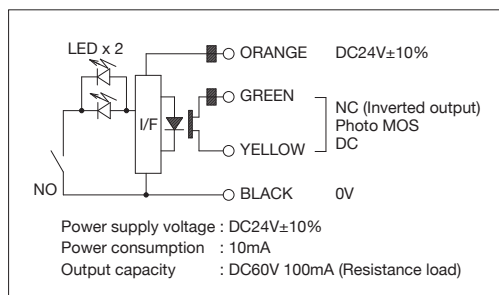 LED x 2
ORANGE DC24V±10%
GREEN
I/F
NC (Inverted output)
Photo MOS
DC
YELLOW
NO
BLACK 0V
Power supply voltage : DC24V±10%
Power consumption : 10mA
Output capacity : DC60V 100mA (Resistance load)